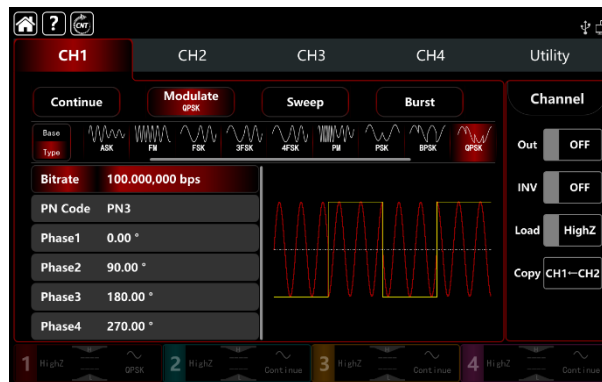 ? CNT
CH1 CH2 CH3 CH4 Utility
Continue Modulate Sweep Burst Channel
QPSK
Base
Type
ASK FM FSK 3FSK 4FSK PM PSK BPSK QPSK
Out OFF
Bitrate 100.000,000 bps
INV OFF
PN Code PN3
Phase1 0.00 °
Load HighZ
Phase2 90.00 °
Copy CH1←CH2
Phase3 180.00 °
Phase4 270.00 °
1 HighZ QPSK 2 HighZ Continue 3 HighZ Continue 4 HighZ Continue